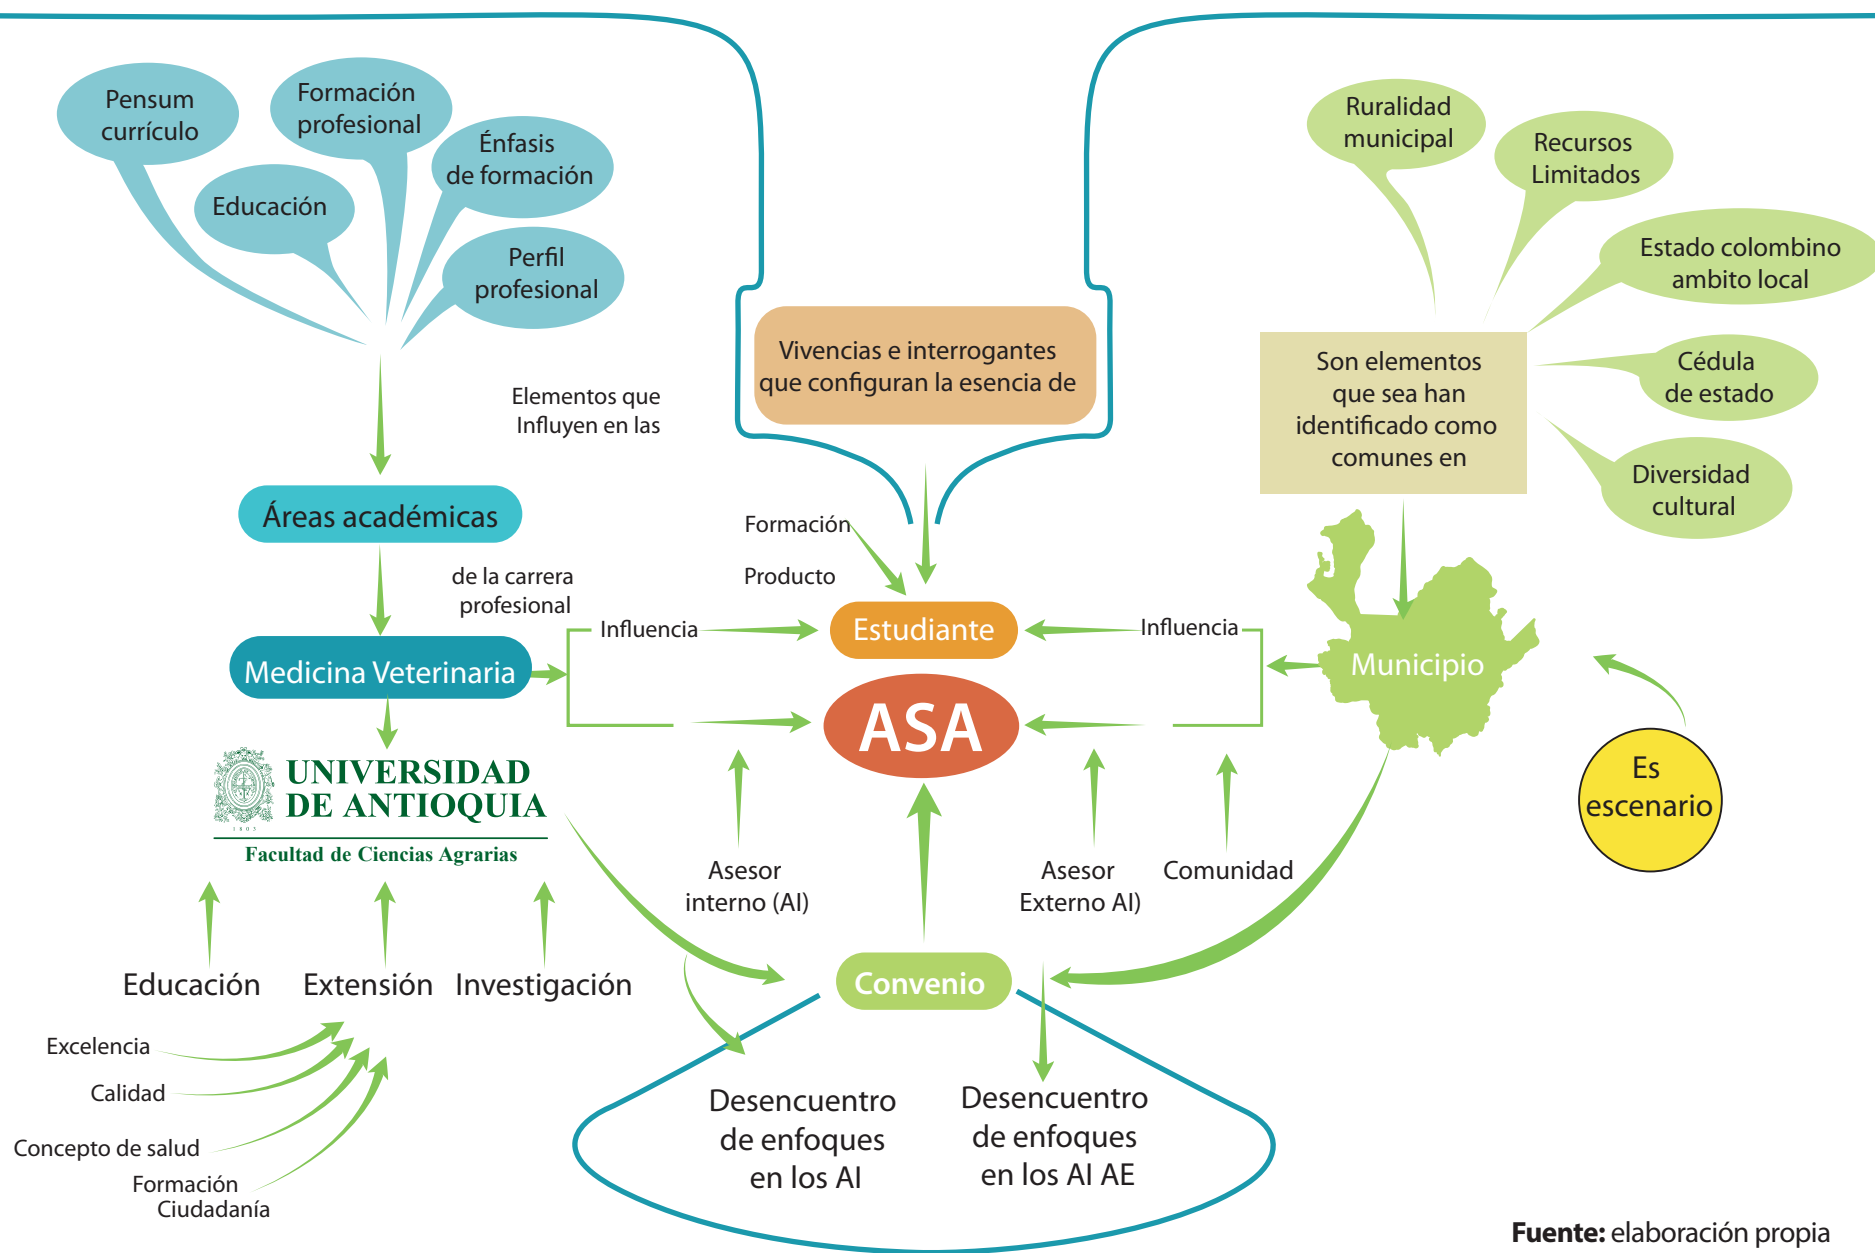 Pensum
currículo
Formación
profesional
Educación
Énfasis
de formación
Perfil
profesional
Elementos que
Influyen en las
Áreas académicas
de la carrera
profesional
Medicina Veterinaria
UNIVERSIDAD
DE ANTIOQUIA
1803
Facultad de Ciencias Agrarias
Educación
Extensión
Investigación
Excelencia
Calidad
Concepto de salud
Formación
Ciudadanía
Vivencias e interrogantes
que configuran la esencia de
Formación
Producto
Influencia
Estudiante
Influencia
ASA
Asesor
interno (AI)
Asesor
Externo AI)
Comunidad
Convenio
Desencuentro
de enfoques
en los AI
Desencuentro
de enfoques
en los AI AE
Ruralidad
municipal
Recursos
Limitados
Estado colombino
ambito local
Cédula
de estado
Diversidad
cultural
Son elementos
que sea han
identificado como
comunes en
Municipio
Es
escenario
Fuente: elaboración propia